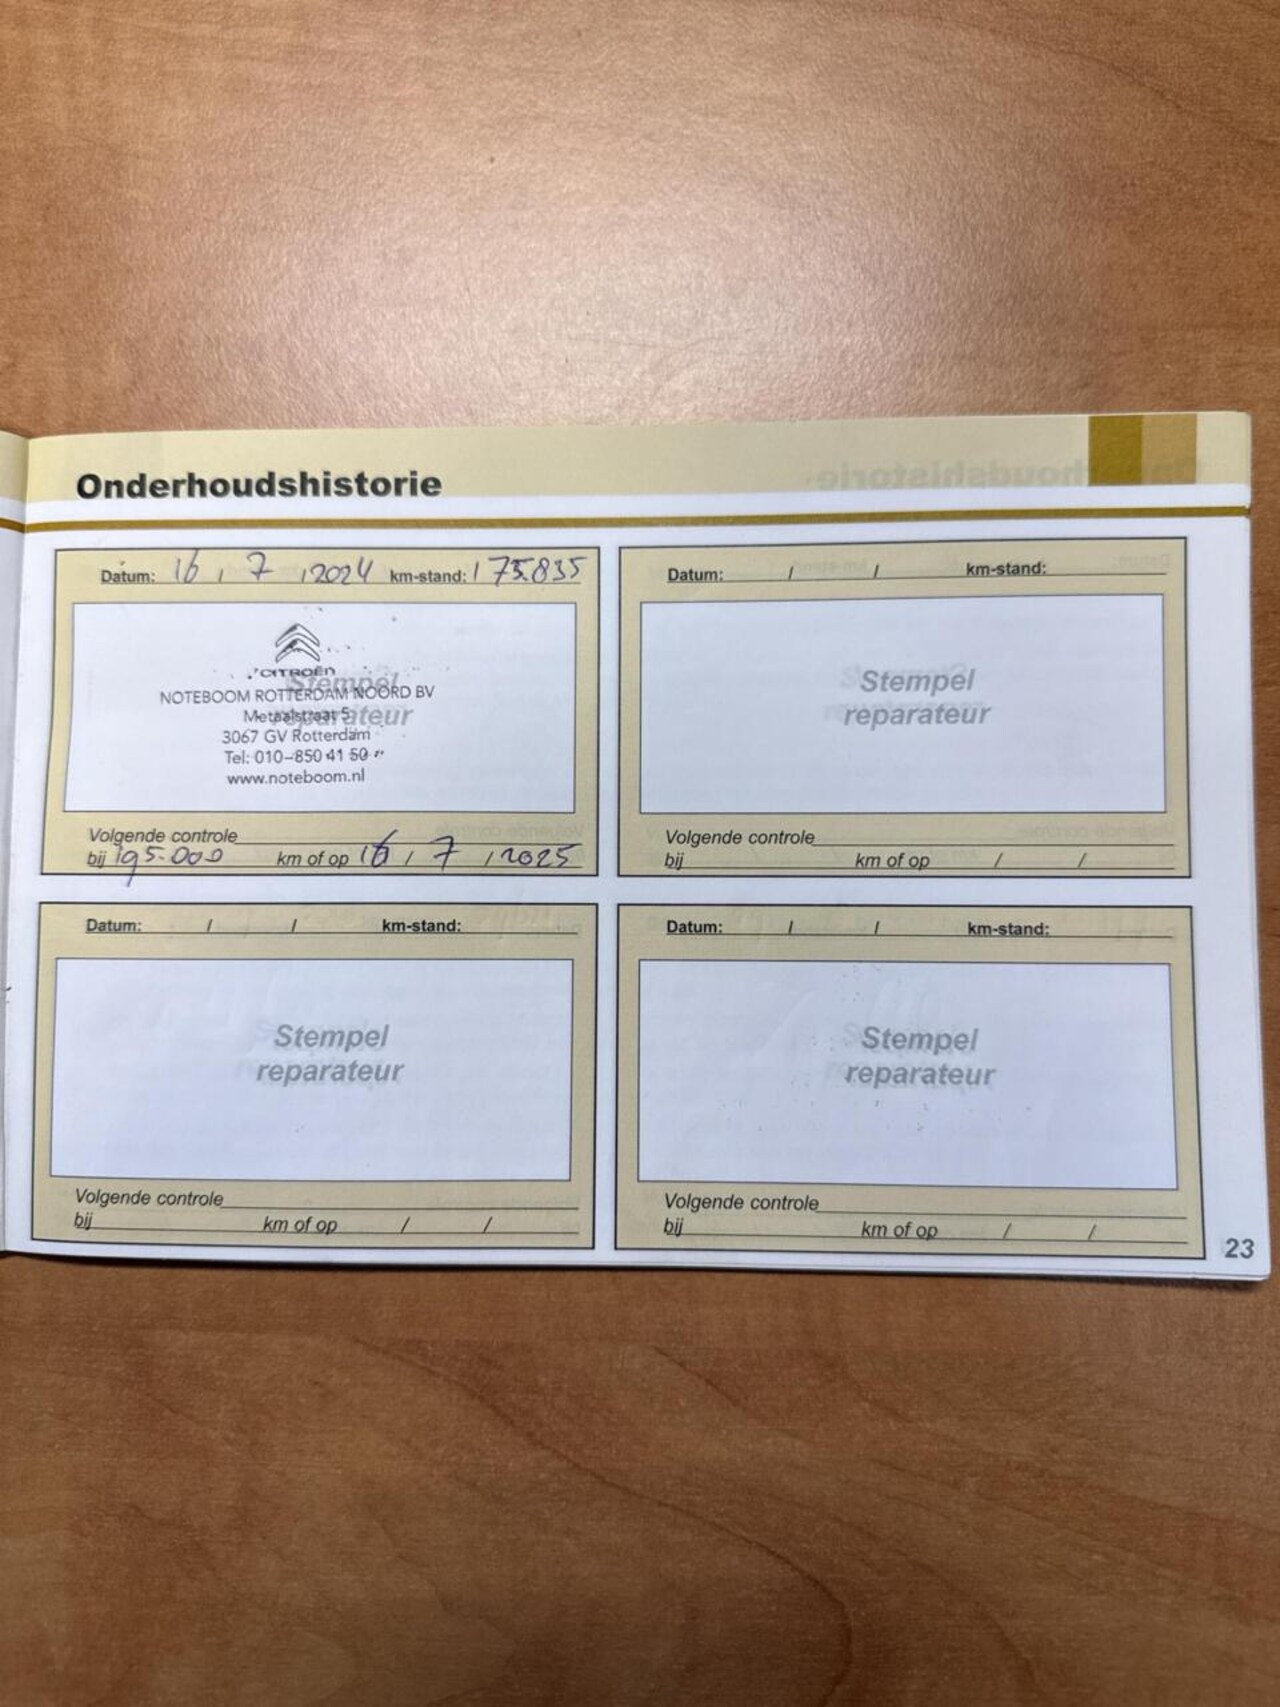 Onderhoudshistorie
Datum: 16 / 7 / 2024 km-stand: 175.835
CITROËN
Stempel
NOTEBOOM ROTTERDAM NOORD BV
Metaalstraat 5
reparateur
3067 GV Rotterdam
Tel: 010-850 41 50
www.noteboom.nl
Volgende controle
bij 195.000 km of op 16 / 7 / 2025
Datum: / / km-stand:
Stempel
reparateur
Volgende controle
bij km of op / /
Datum: / / km-stand:
Stempel
reparateur
Volgende controle
bij km of op / /
Datum: / / km-stand:
Stempel
reparateur
Volgende controle
bij km of op / /
23